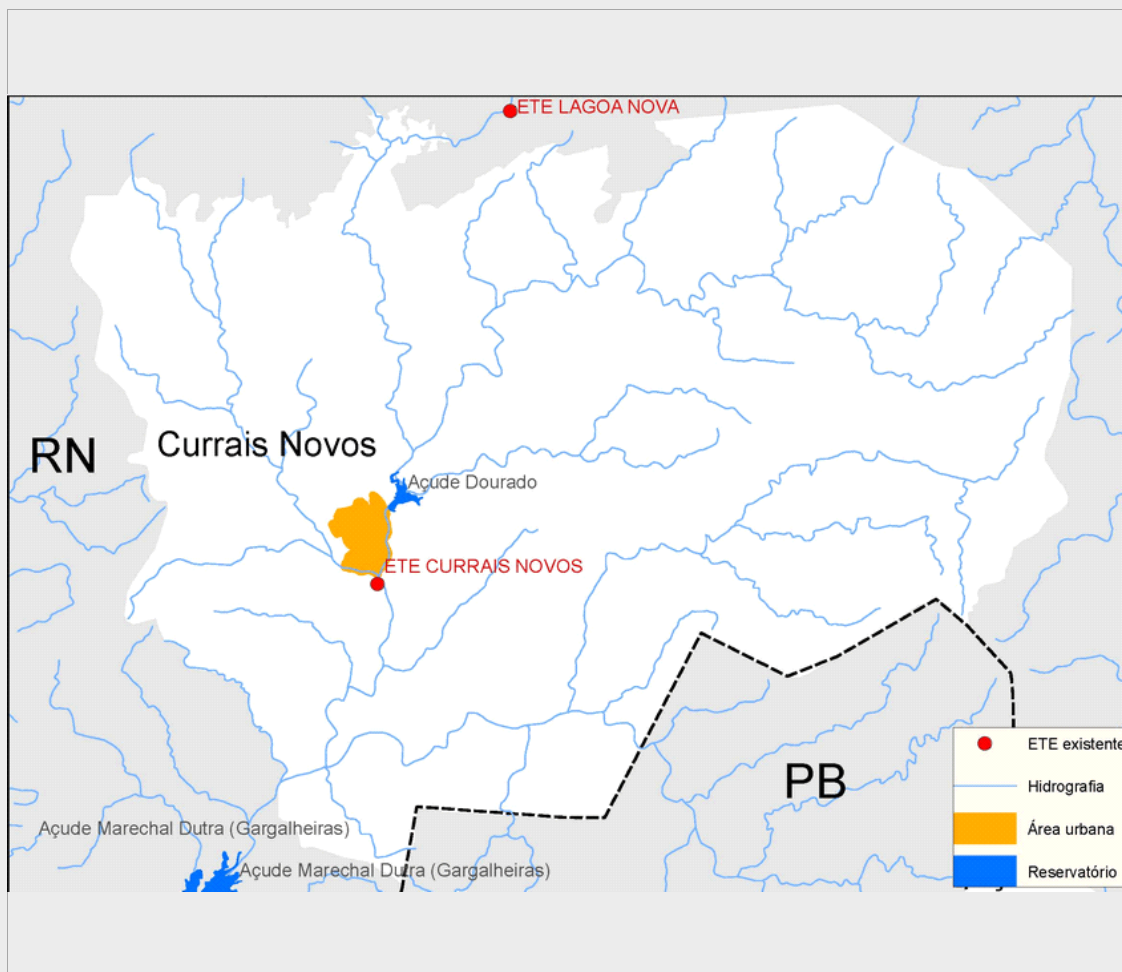 ETE LAGOA NOVA
RN
Currais Novos
Açude Dourado
ETE CURRAIS NOVOS
PB
ETE existente
Hidrografia
Área urbana
Reservatório
Açude Marechal Dutra (Gargalheiras)
Açude Marechal Dutra (Gargalheiras)